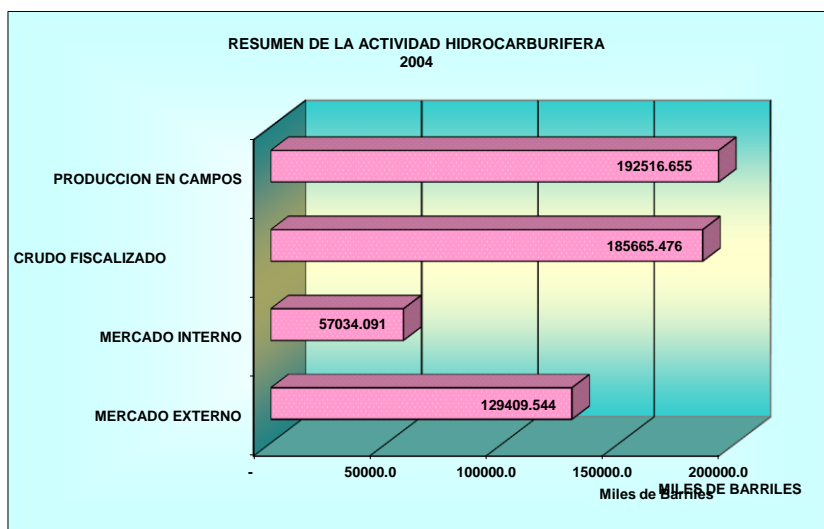 RESUMEN DE LA ACTIVIDAD HIDROCARBURIFERA
2004
PRODUCCION EN CAMPOS
192516.655
CRUDO FISCALIZADO
185665.476
MERCADO INTERNO
57034.091
MERCADO EXTERNO
129409.544
- 50000.0 100000.0 150000.0 200000.0
MILES DE BARRILES
Miles de Barriles